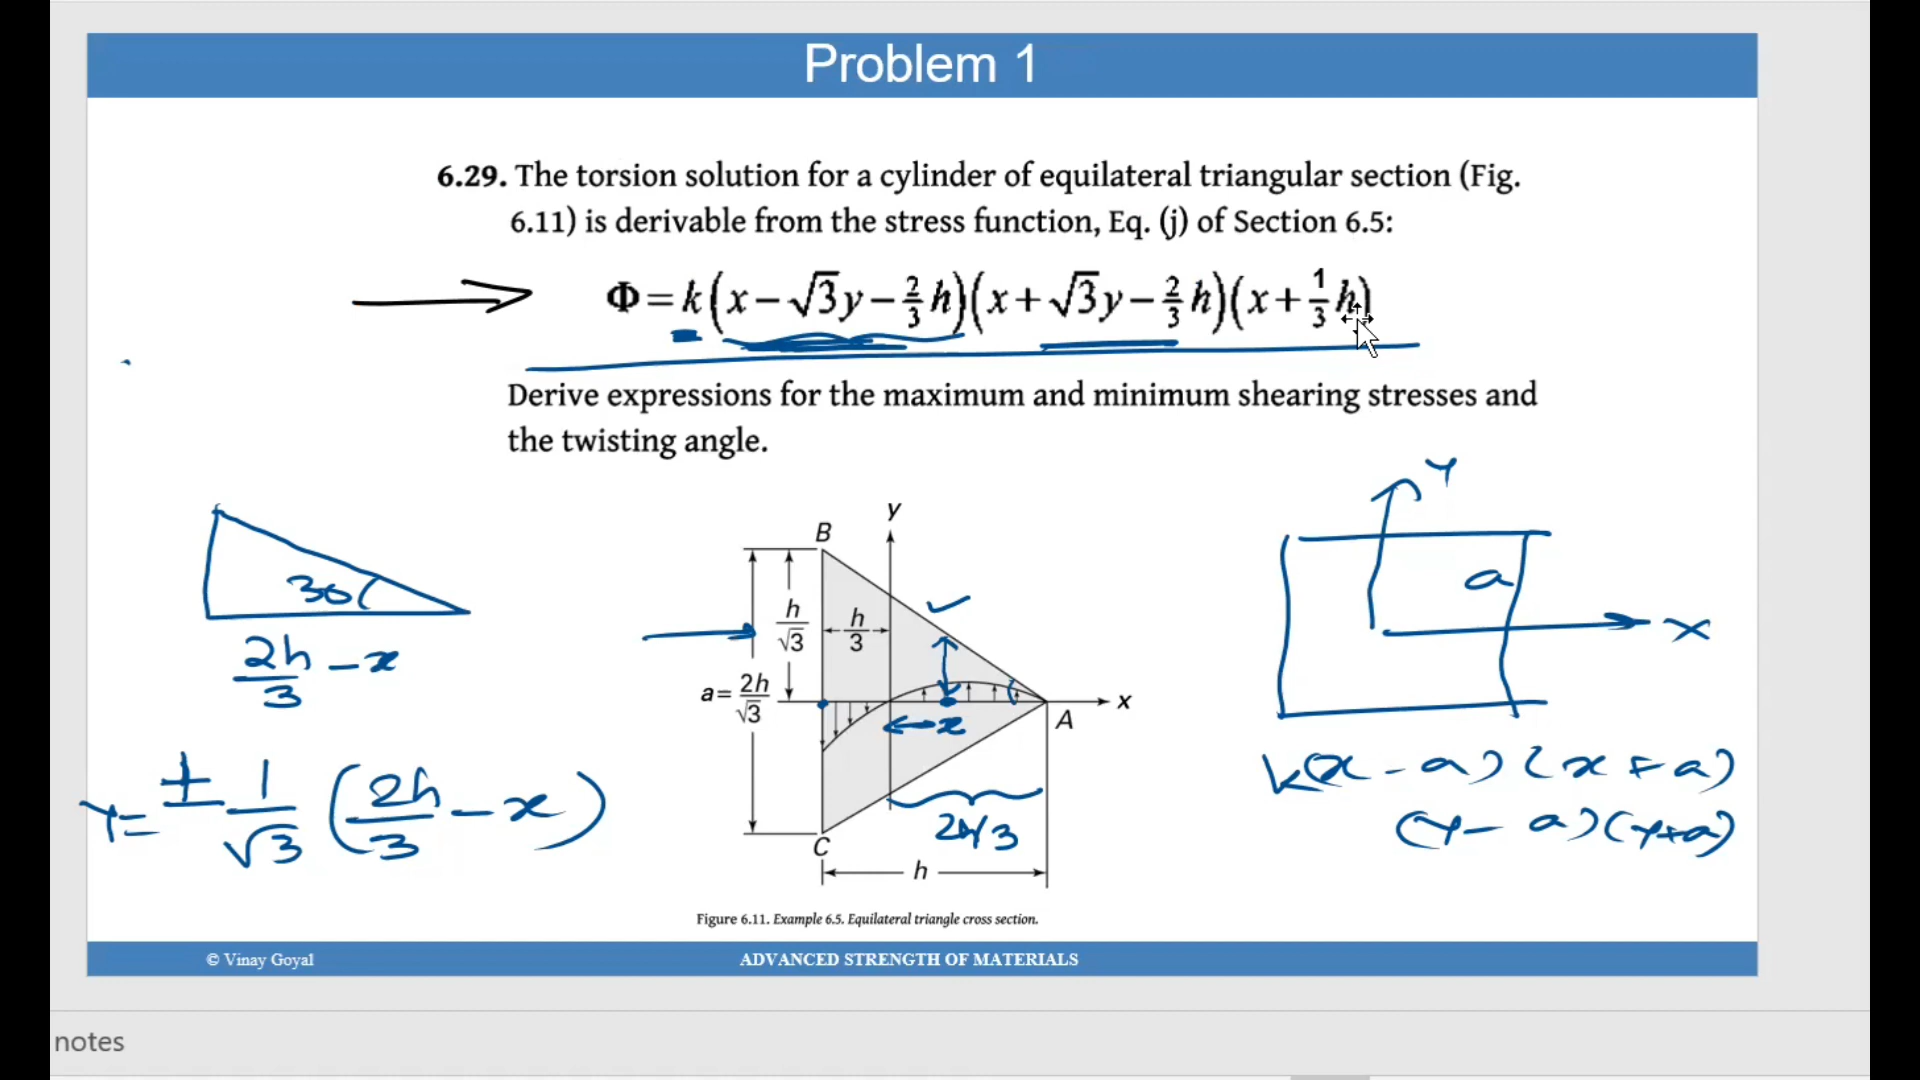 Problem 1
6.29. The torsion solution for a cylinder of equilateral triangular section (Fig.
6.11) is derivable from the stress function, Eq. (j) of Section 6.5:
Φ = k(x − √3y − 2/3 h)(x + √3y − 2/3 h)(x + 1/3 h)
Derive expressions for the maximum and minimum shearing stresses and
the twisting angle.
30
2h/3 − x
y = ± 1/√3 (2h/3 − x)
y
B
h/√3
h/3
a = 2h/√3
x
A
x
2h/3
C
h
Y
a
X
k(x − a)(x + a)
(y − a)(y+a)
Figure 6.11. Example 6.5. Equilateral triangle cross section.
© Vinay Goyal
ADVANCED STRENGTH OF MATERIALS
notes